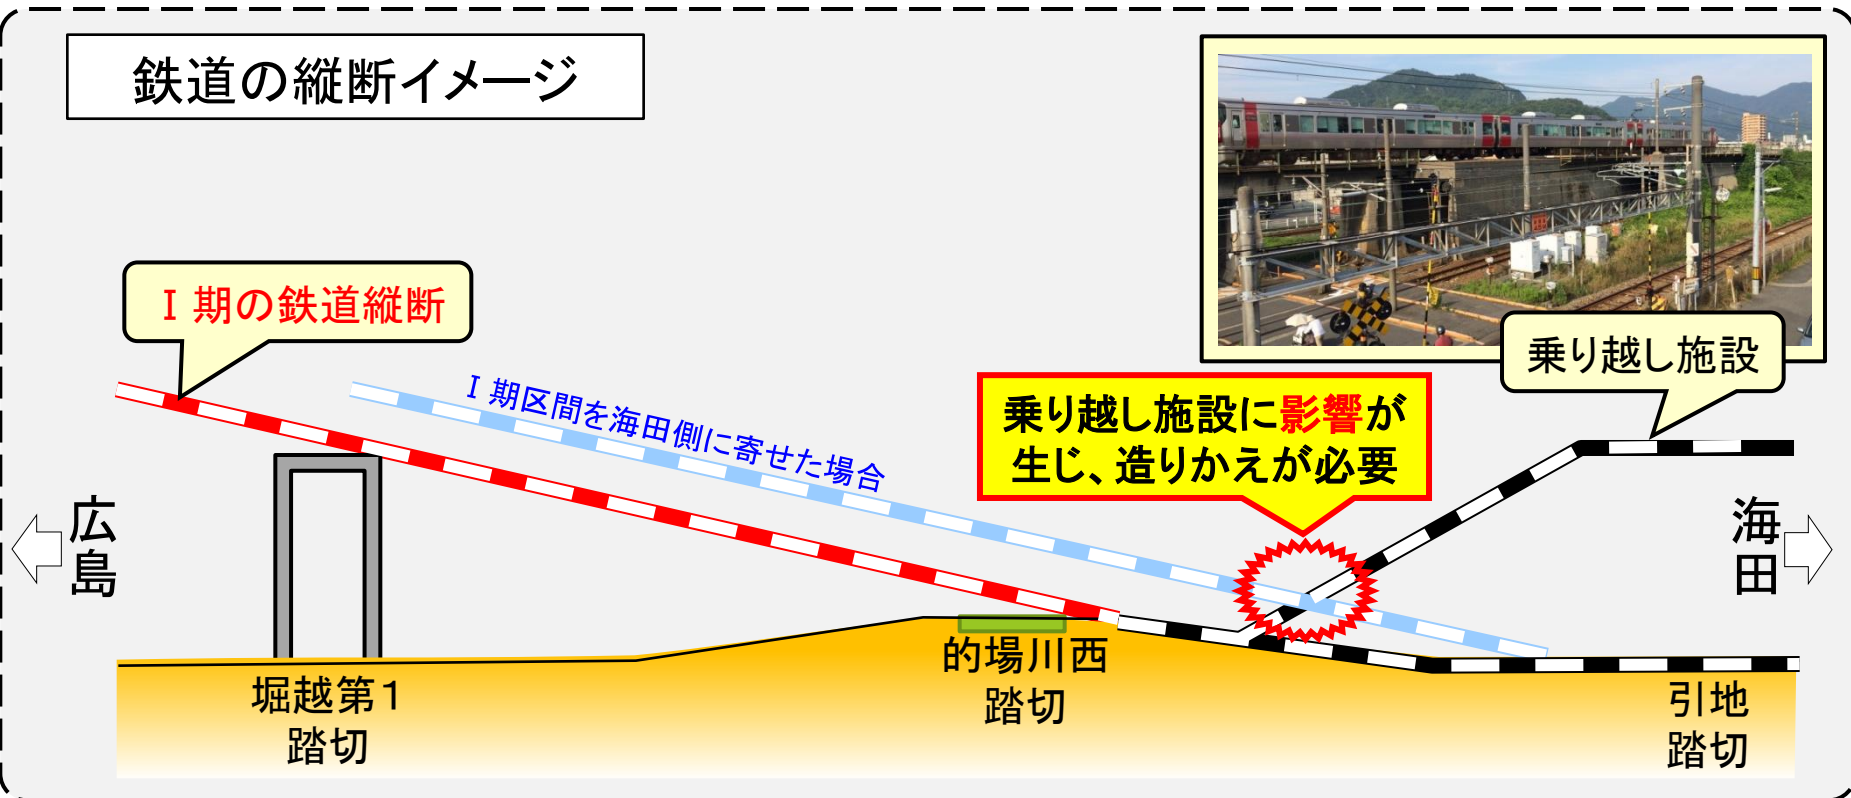 鉄道の縦断イメージ
Ⅰ期の鉄道縦断
Ⅰ期区間を海田側に寄せた場合
乗り越し施設に影響が
生じ、造りかえが必要
乗り越し施設
広島
海田
堀越第１
踏切
的場川西
踏切
引地
踏切